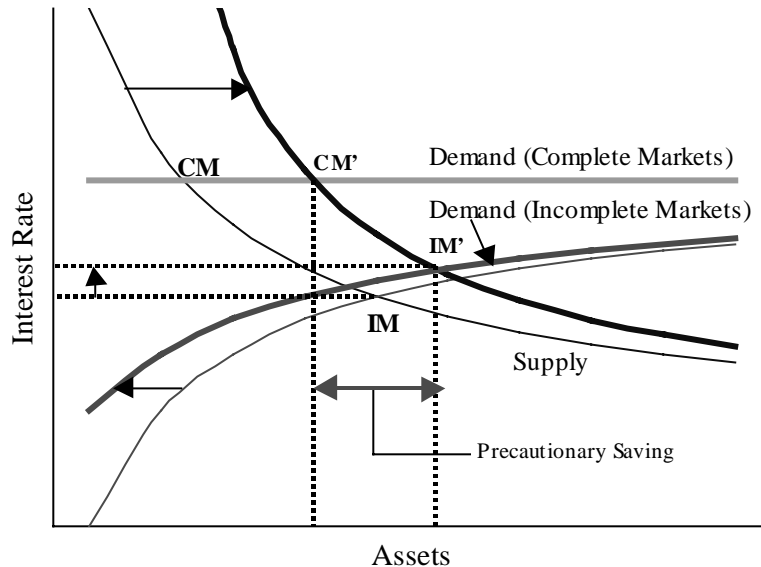 CM
CM’
Demand (Complete Markets)
Demand (Incomplete Markets)
IM’
Interest Rate
IM
Supply
Precautionary Saving
Assets